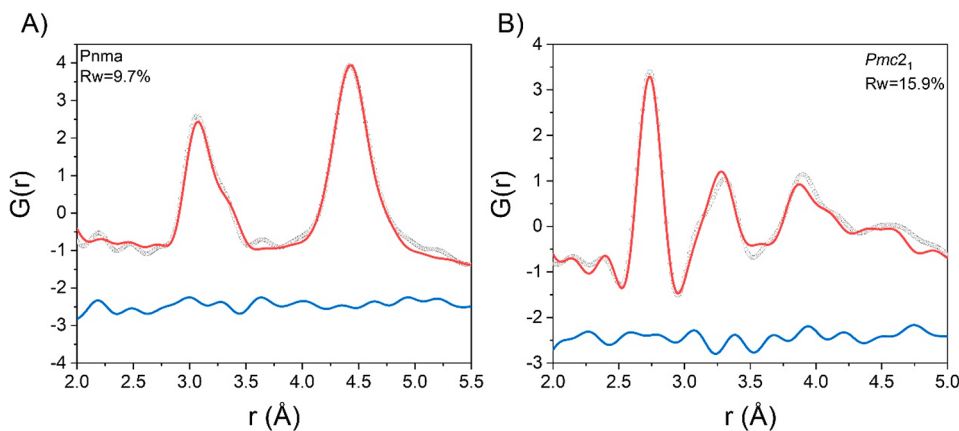 A)
Pnma
Rw=9.7%
4
3
2
1
0
-1
-2
-3
-4
G(r)
2.0 2.5 3.0 3.5 4.0 4.5 5.0 5.5
r (Å)
B)
Pmc2₁
Rw=15.9%
4
3
2
1
0
-1
-2
-3
G(r)
2.0 2.5 3.0 3.5 4.0 4.5 5.0
r (Å)